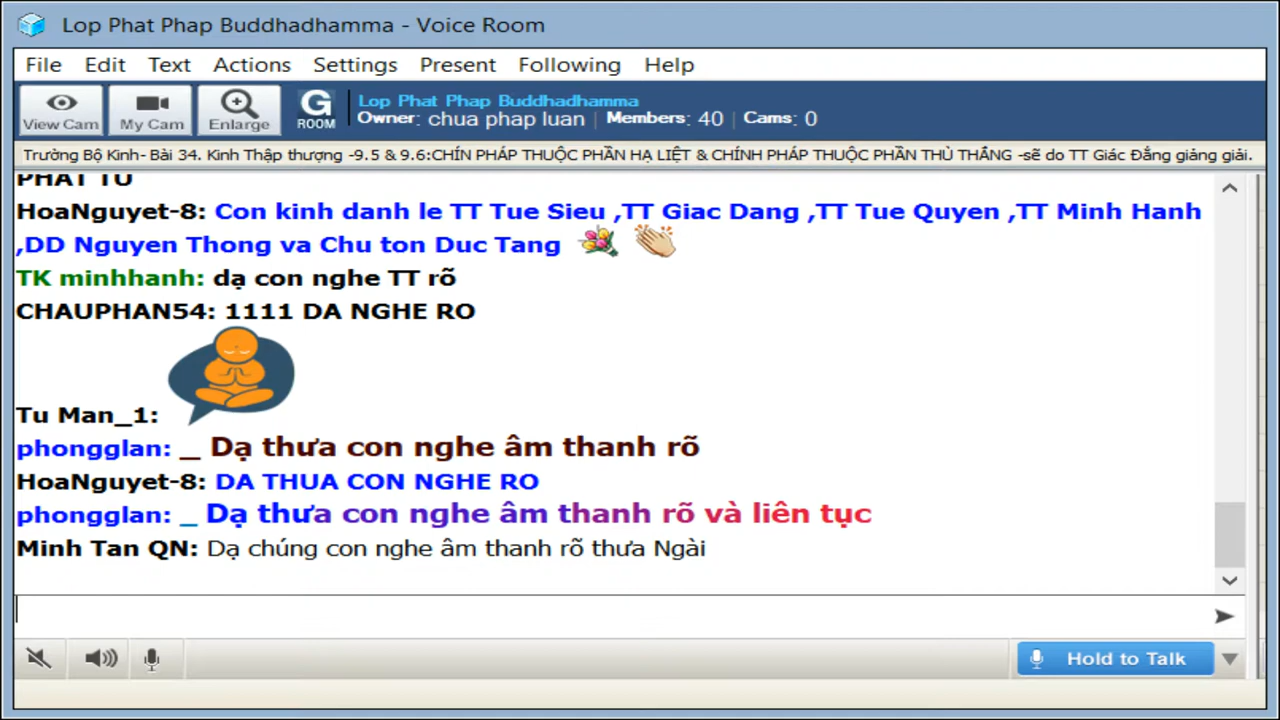 Lop Phat Phap Buddhadhamma - Voice Room
File Edit Text Actions Settings Present Following Help
View Cam My Cam Enlarge G ROOM
Lop Phat Phap Buddhadhamma
Owner: chua phap luan | Members: 40 | Cams: 0
Trường Bộ Kinh- Bài 34. Kinh Thập thượng -9.5 & 9.6:CHÍN PHÁP THUỘC PHẦN HẠ LIỆT & CHÍNH PHÁP THUỘC PHẦN THÙ THẮNG -sẽ do TT Giác Đẳng giảng giải.
PHAT TU
HoaNguyet-8: Con kinh danh le TT Tue Sieu ,TT Giac Dang ,TT Tue Quyen ,TT Minh Hanh
,DD Nguyen Thong va Chu ton Duc Tang
TK minhhanh: dạ con nghe TT rõ
CHAUPHAN54: 1111 DA NGHE RO
Tu Man_1:
phongglan: _ Dạ thưa con nghe âm thanh rõ
HoaNguyet-8: DA THUA CON NGHE RO
phongglan: _ Dạ thưa con nghe âm thanh rõ và liên tục
Minh Tan QN: Dạ chúng con nghe âm thanh rõ thưa Ngài
Hold to Talk